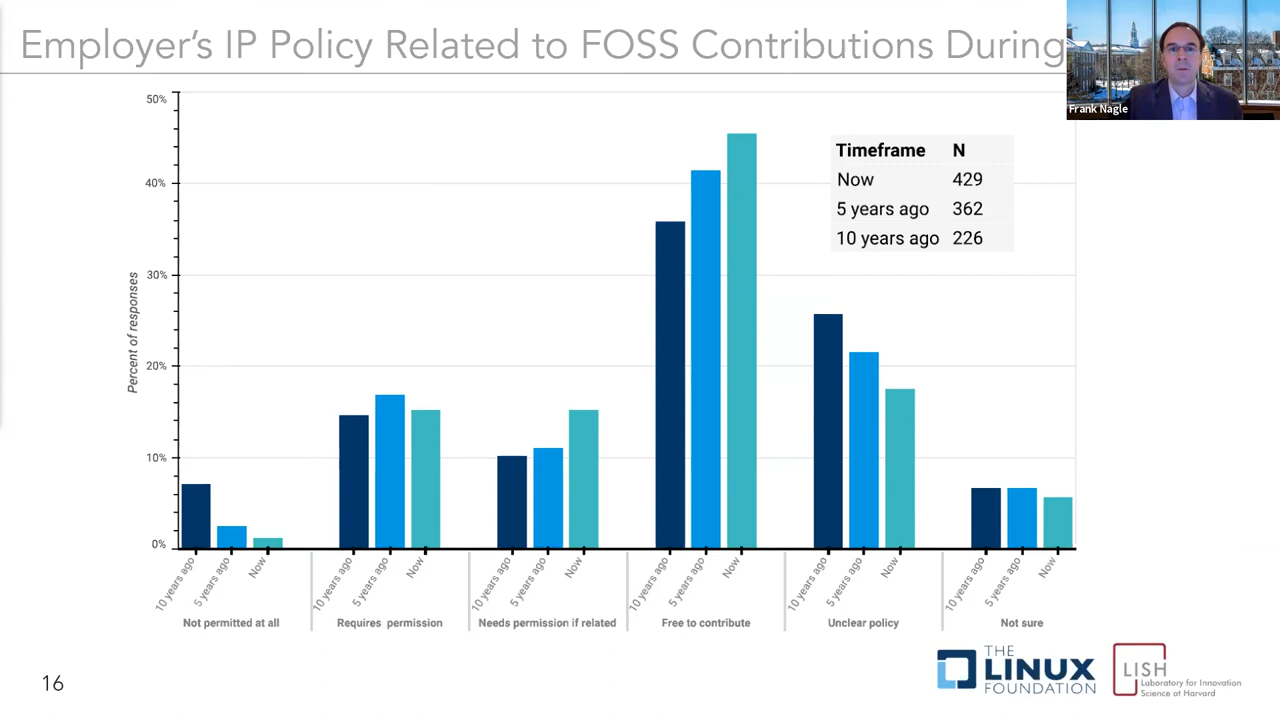 Employer's IP Policy Related to FOSS Contributions During
Frank Nagle
50%
40%
30%
20%
10%
0%
Percent of responses
Timeframe N
Now 429
5 years ago 362
10 years ago 226
10 years ago
5 years ago
Now
10 years ago
5 years ago
Now
10 years ago
5 years ago
Now
10 years ago
5 years ago
Now
10 years ago
5 years ago
Now
10 years ago
5 years ago
Now
Not permitted at all
Requires permission
Needs permission if related
Free to contribute
Unclear policy
Not sure
16
THE
LINUX
FOUNDATION
LISH
Laboratory for Innovation
Science at Harvard